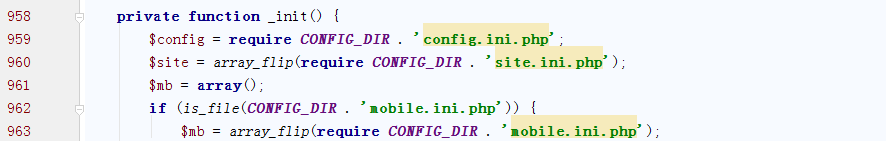 958 private function _init() {
959 $config = require CONFIG_DIR . 'config.ini.php';
960 $site = array_flip(require CONFIG_DIR . 'site.ini.php');
961 $mb = array();
962 if (is_file(CONFIG_DIR . 'mobile.ini.php')) {
963 $mb = array_flip(require CONFIG_DIR . 'mobile.ini.php');